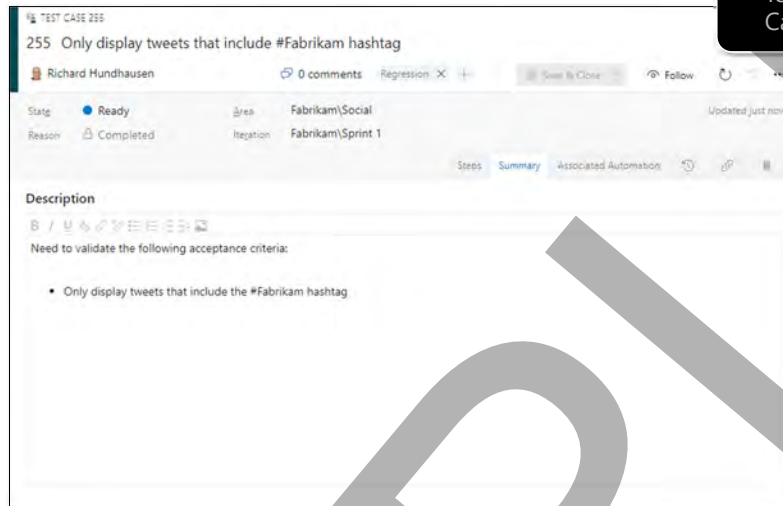 TEST CASE 255
255 Only display tweets that include #Fabrikam hashtag
Richard Hundhausen 0 comments Regression Save & Close Follow
State Ready Area Fabrikam\Social Updated just now
Reason Completed Iteration Fabrikam\Sprint 1
Steps Summary Associated Automation
Description
B I U
Need to validate the following acceptance criteria:
• Only display tweets that include the #Fabrikam hashtag